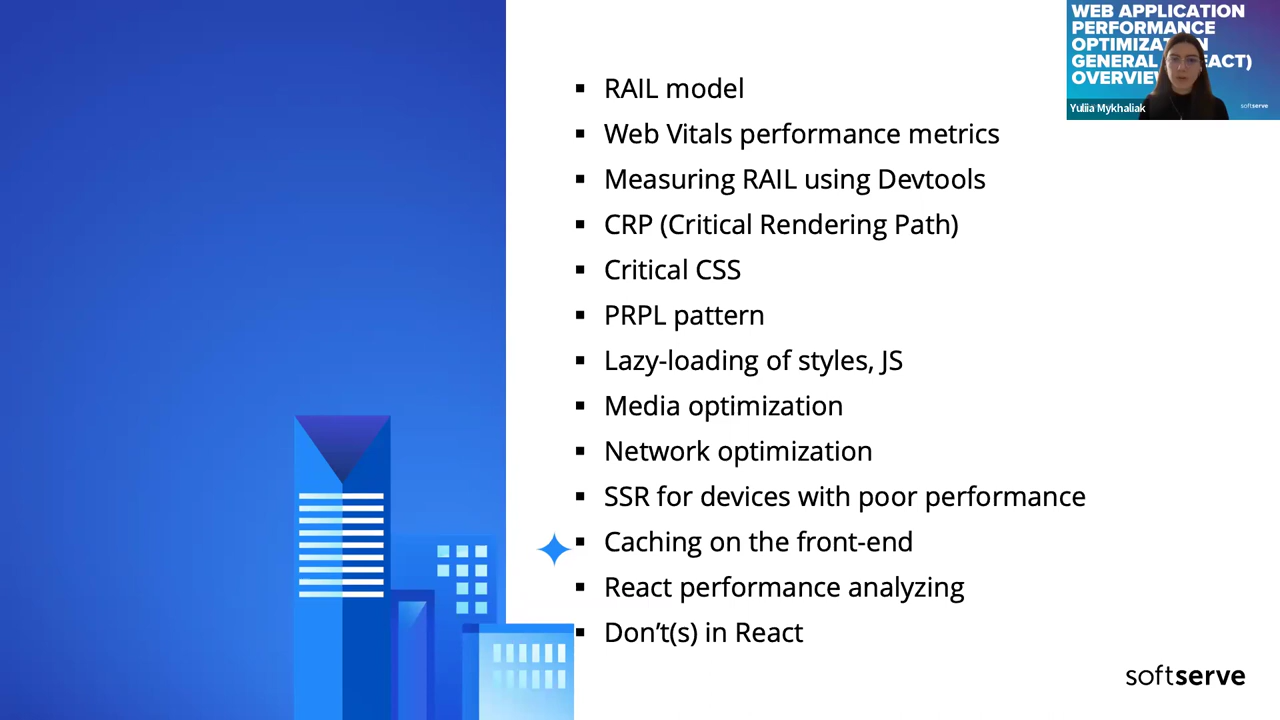 RAIL model
Web Vitals performance metrics
Measuring RAIL using Devtools
CRP (Critical Rendering Path)
Critical CSS
PRPL pattern
Lazy-loading of styles, JS
Media optimization
Network optimization
SSR for devices with poor performance
Caching on the front-end
React performance analyzing
Don't(s) in React
softserve
WEB APPLICATION
PERFORMANCE
GENERAL
Yuliia Mykhaliak
softserve